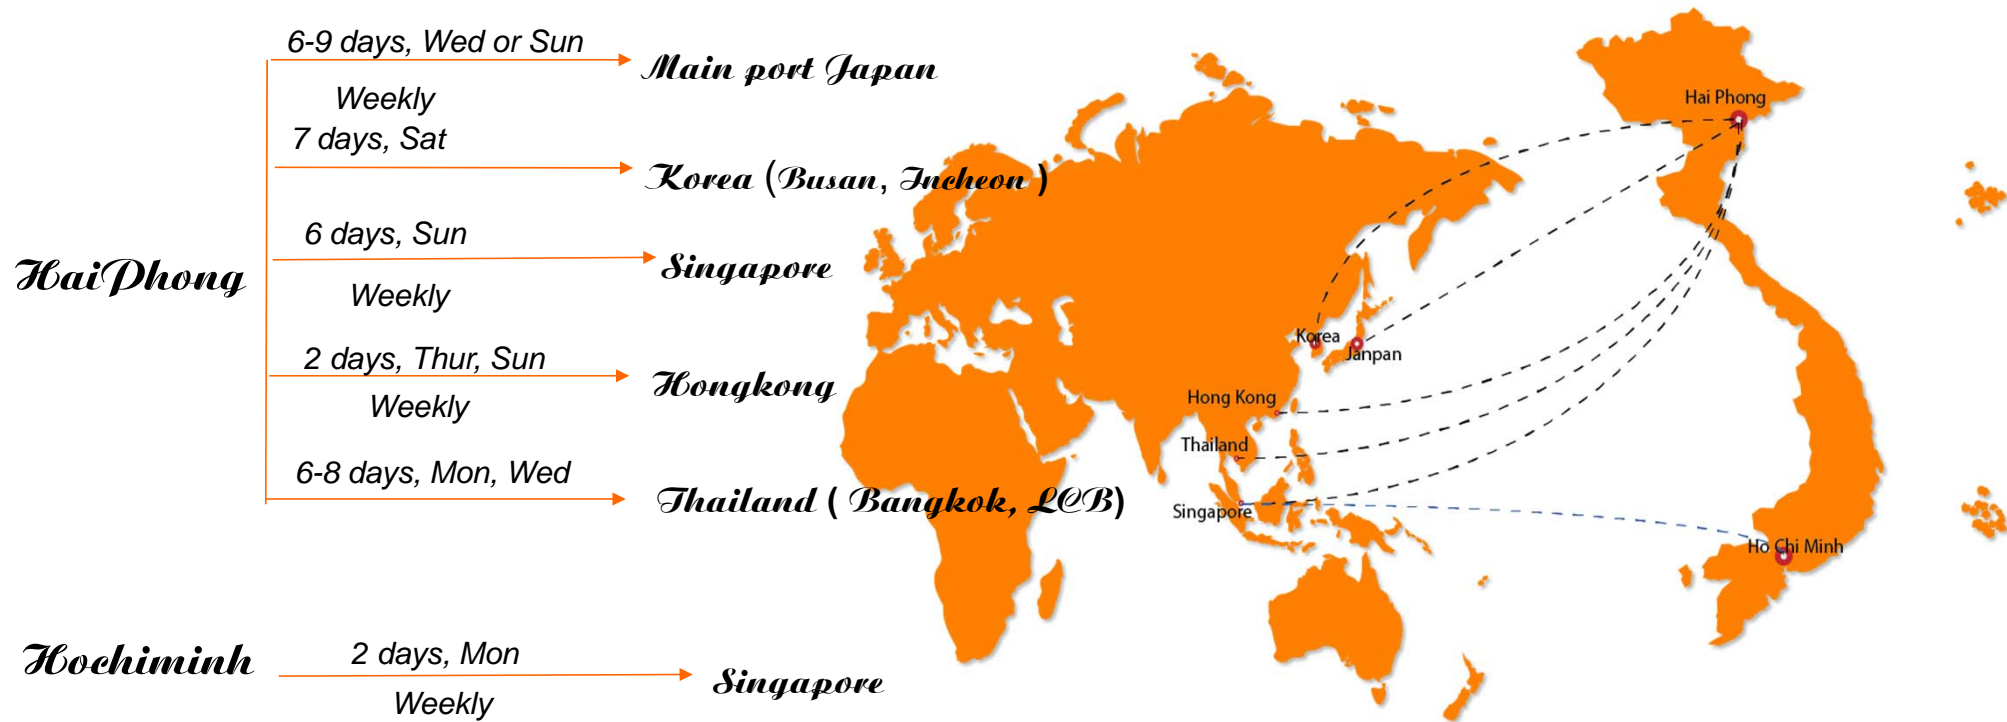 6-9 days, Wed or Sun
Main port Japan
Weekly
7 days, Sat
Korea (Busan, Incheon )
6 days, Sun
Singapore
Weekly
HaiPhong
2 days, Thur, Sun
Hongkong
Weekly
6-8 days, Mon, Wed
Thailand ( Bangkok, LCB)
Hochiminh
2 days, Mon
Singapore
Weekly
Hai Phong
Korea
Janpan
Hong Kong
Thailand
Singapore
Ho Chi Minh